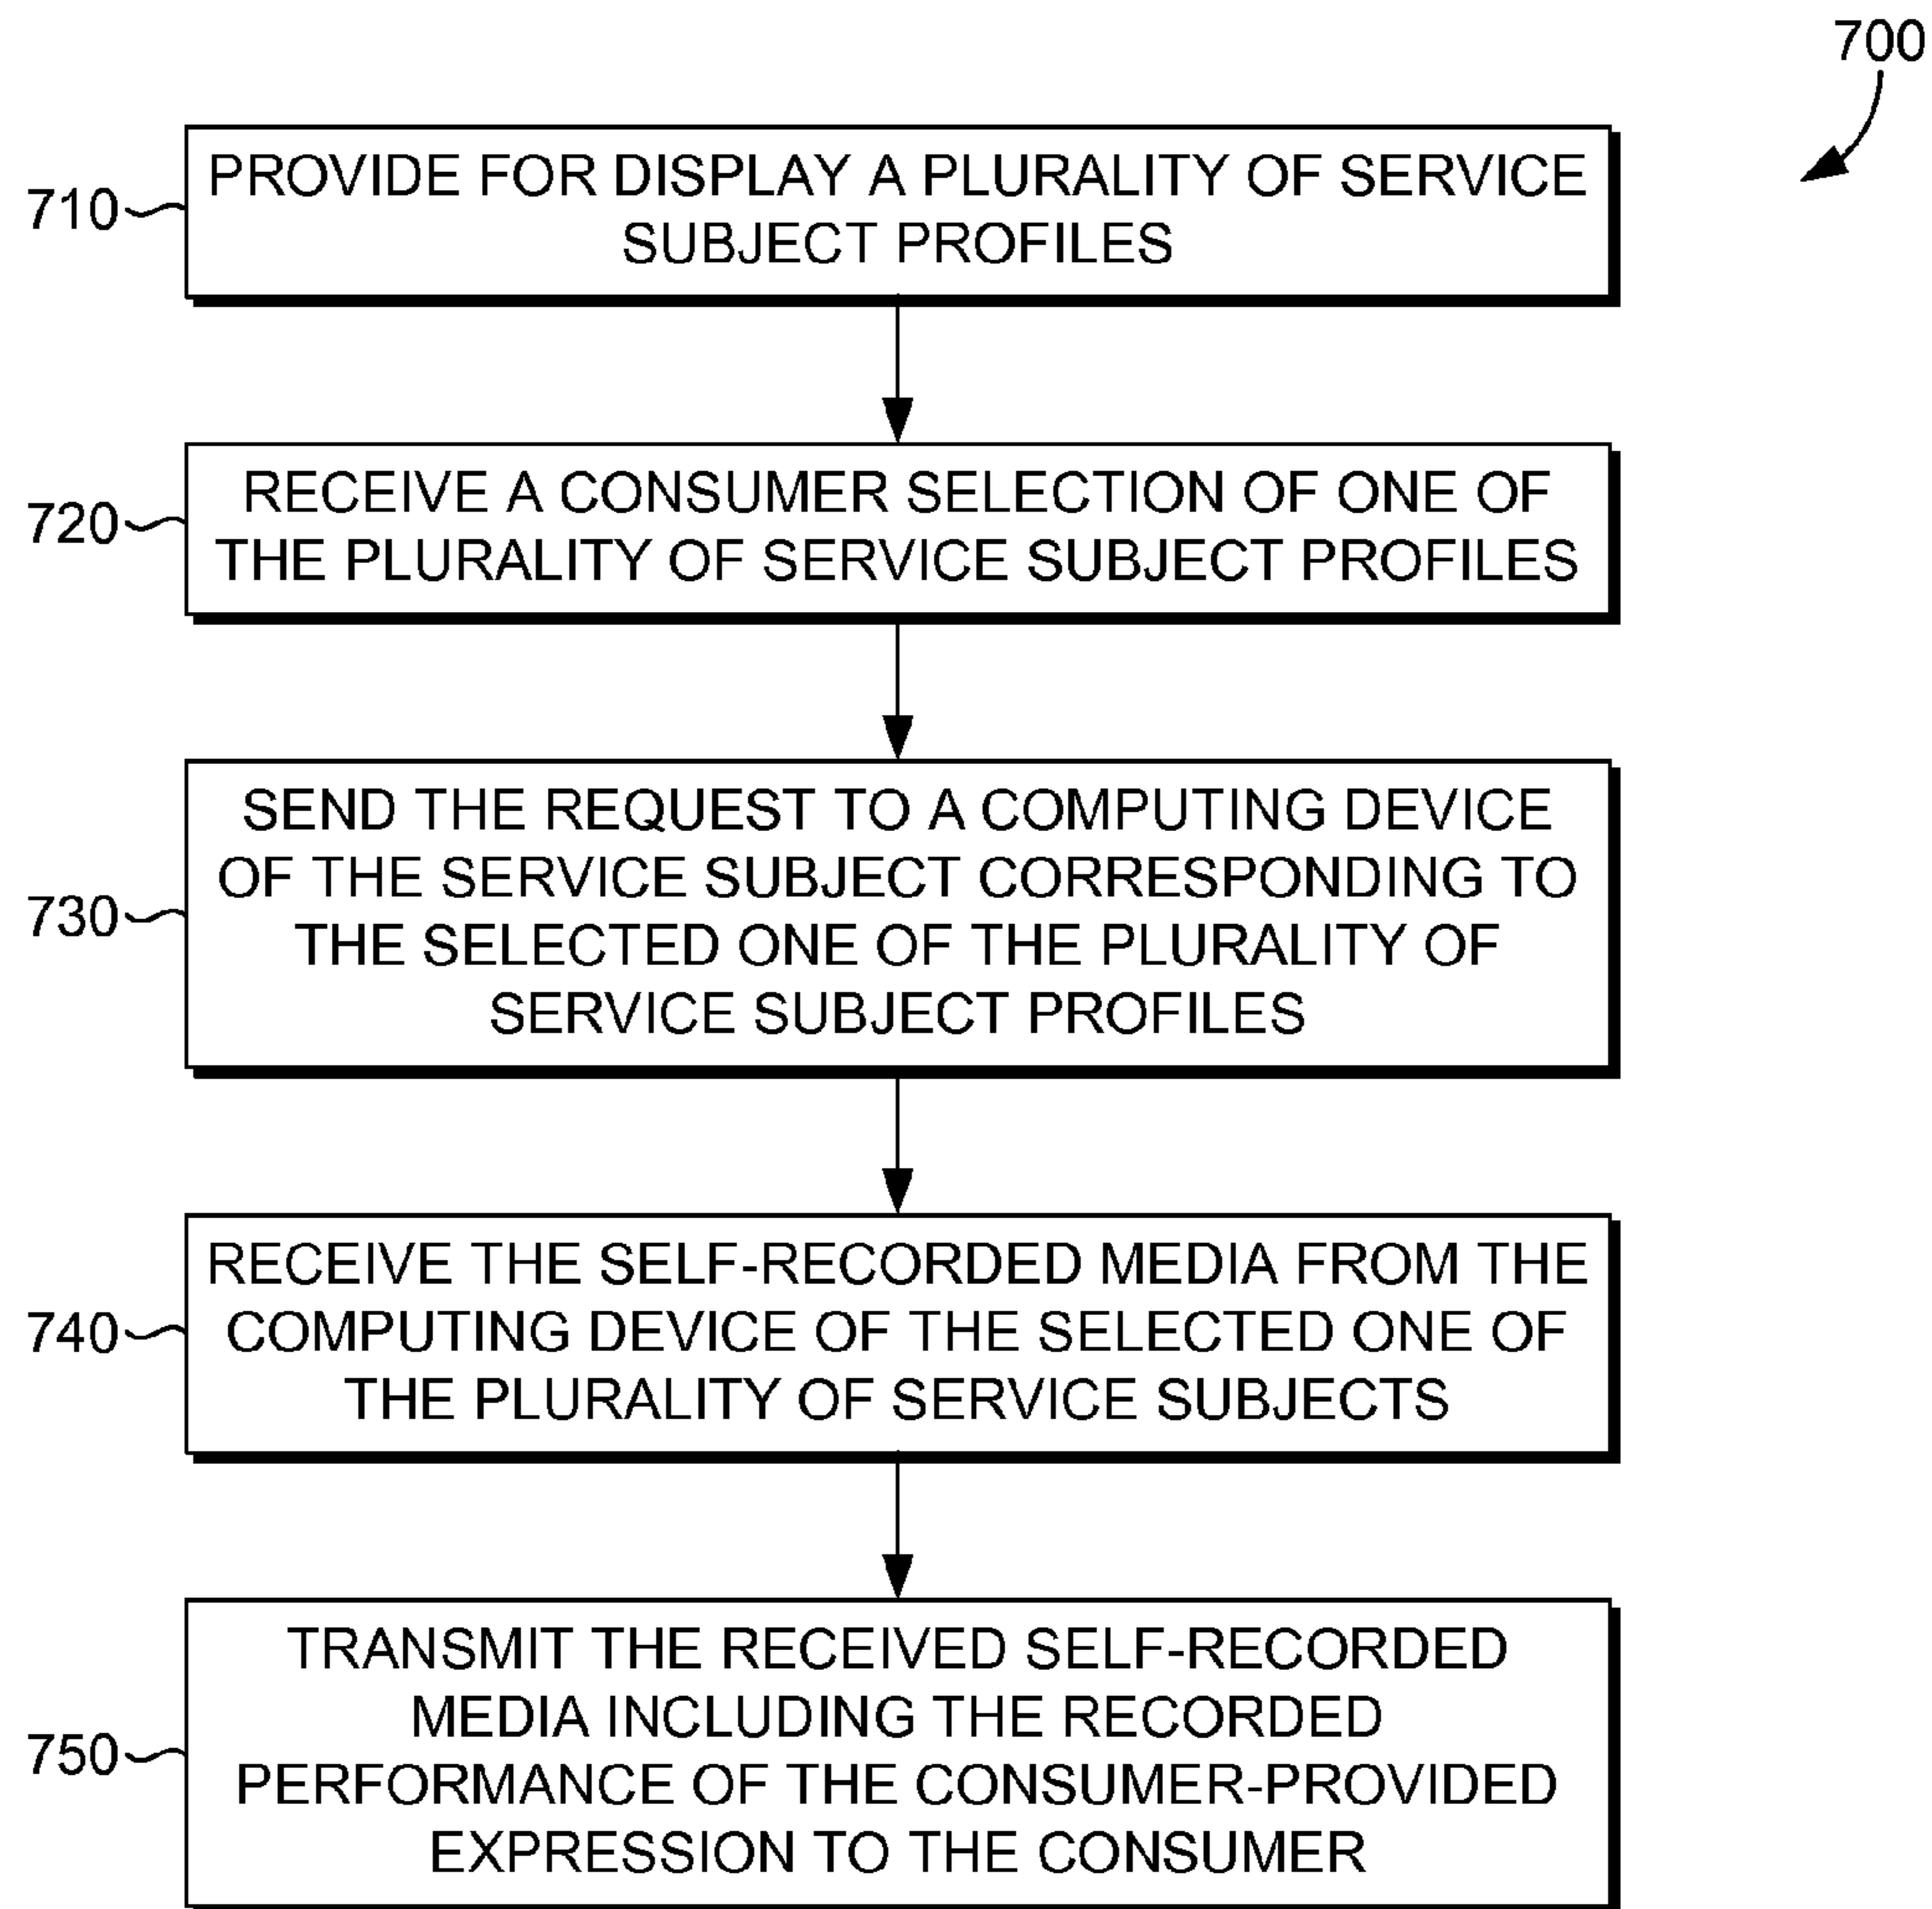 700
710
PROVIDE FOR DISPLAY A PLURALITY OF SERVICE
SUBJECT PROFILES
720
RECEIVE A CONSUMER SELECTION OF ONE OF
THE PLURALITY OF SERVICE SUBJECT PROFILES
730
SEND THE REQUEST TO A COMPUTING DEVICE
OF THE SERVICE SUBJECT CORRESPONDING TO
THE SELECTED ONE OF THE PLURALITY OF
SERVICE SUBJECT PROFILES
740
RECEIVE THE SELF-RECORDED MEDIA FROM THE
COMPUTING DEVICE OF THE SELECTED ONE OF
THE PLURALITY OF SERVICE SUBJECTS
750
TRANSMIT THE RECEIVED SELF-RECORDED
MEDIA INCLUDING THE RECORDED
PERFORMANCE OF THE CONSUMER-PROVIDED
EXPRESSION TO THE CONSUMER